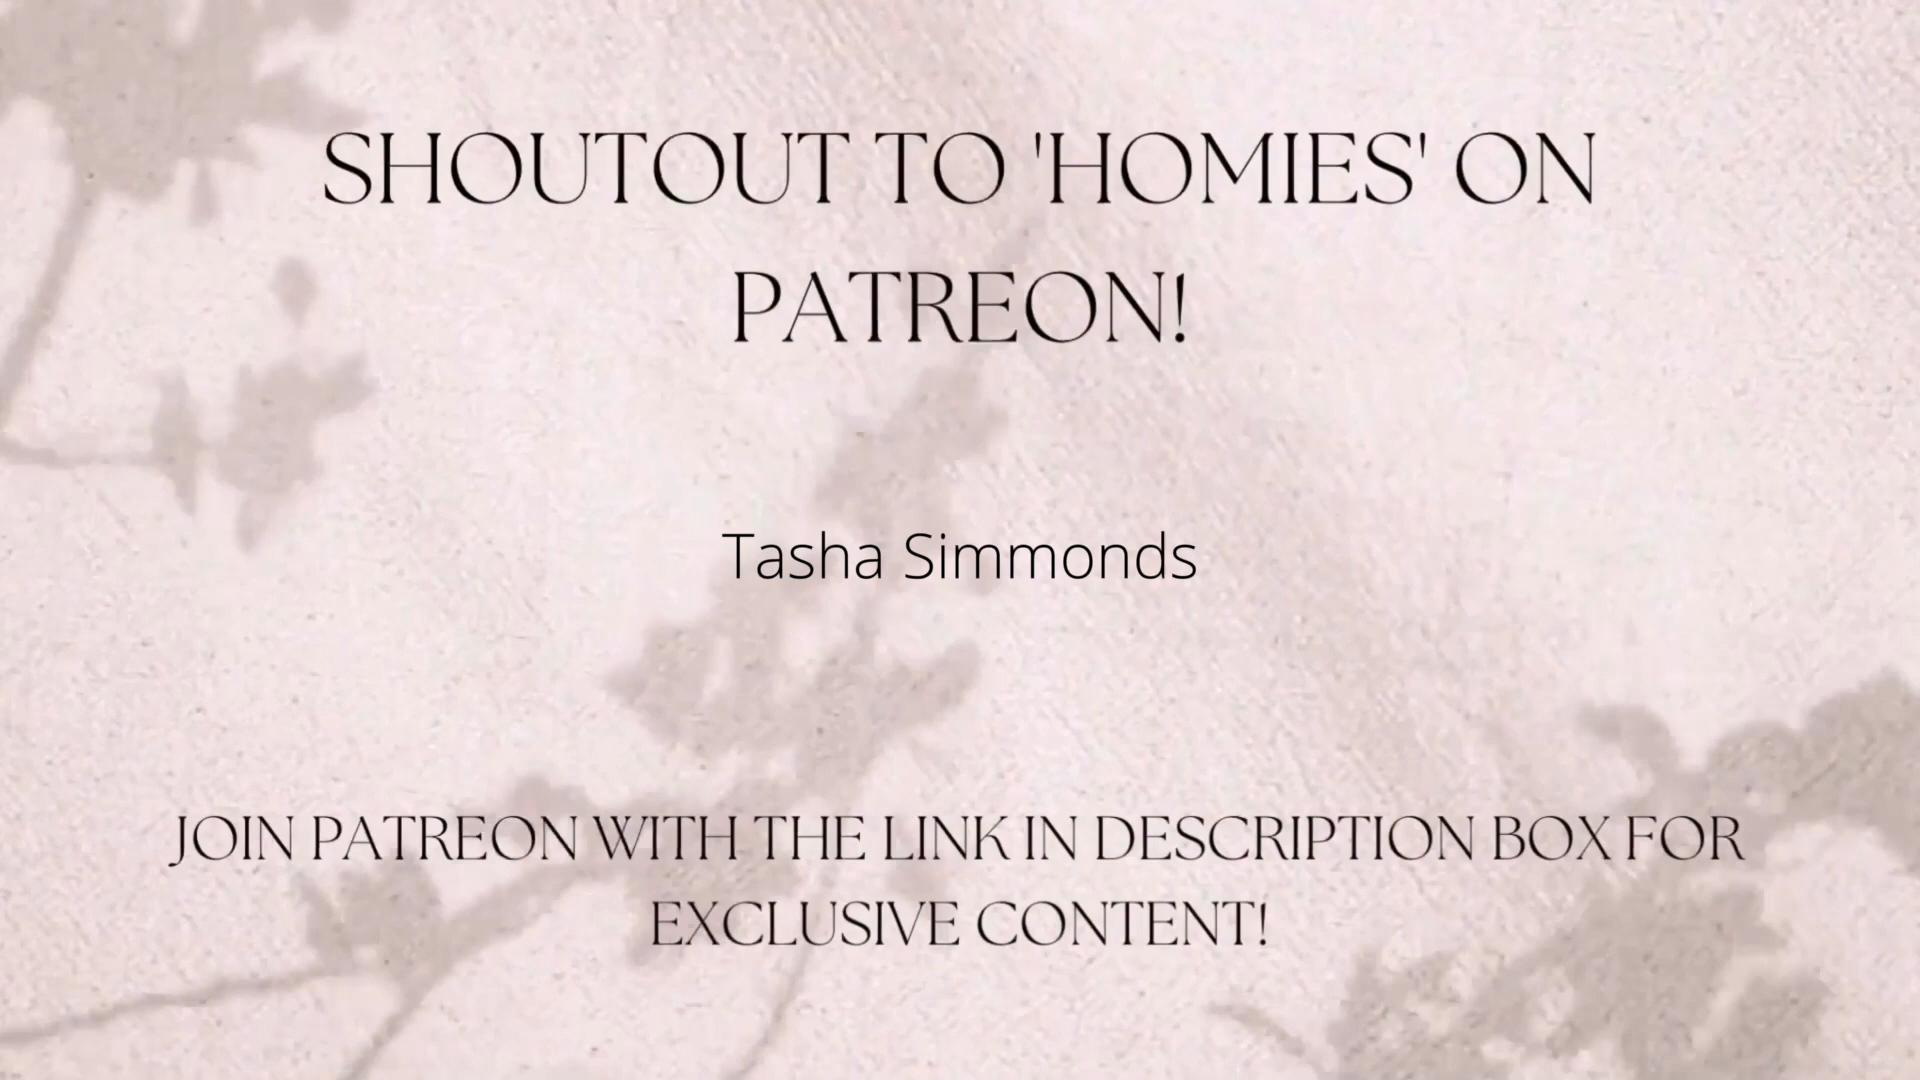 SHOUTOUT TO 'HOMIES' ON
PATREON!
Tasha Simmonds
JOIN PATREON WITH THE LINK IN DESCRIPTION BOX FOR
EXCLUSIVE CONTENT!